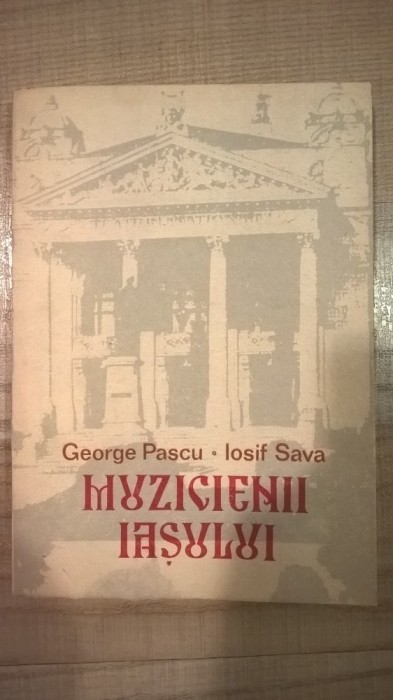 George Pascu • Iosif Sava
MUZICIENII
IAȘULUI